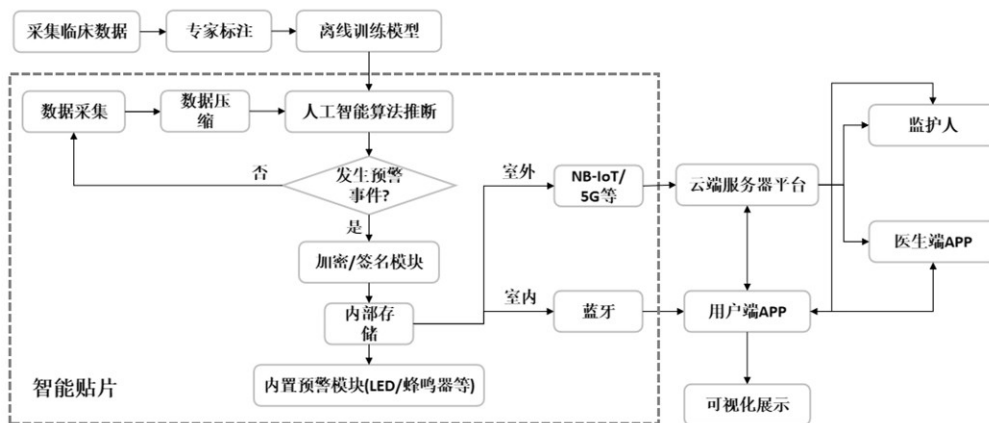 采集临床数据
专家标注
离线训练模型
数据采集
数据压
缩
人工智能算法推断
监护人
否
发生预警
事件?
室外
NB-IoT/
5G等
云端服务器平台
是
医生端APP
加密/签名模块
室内
内部存
储
蓝牙
用户端APP
智能贴片
内置预警模块(LED/蜂鸣器等)
可视化展示